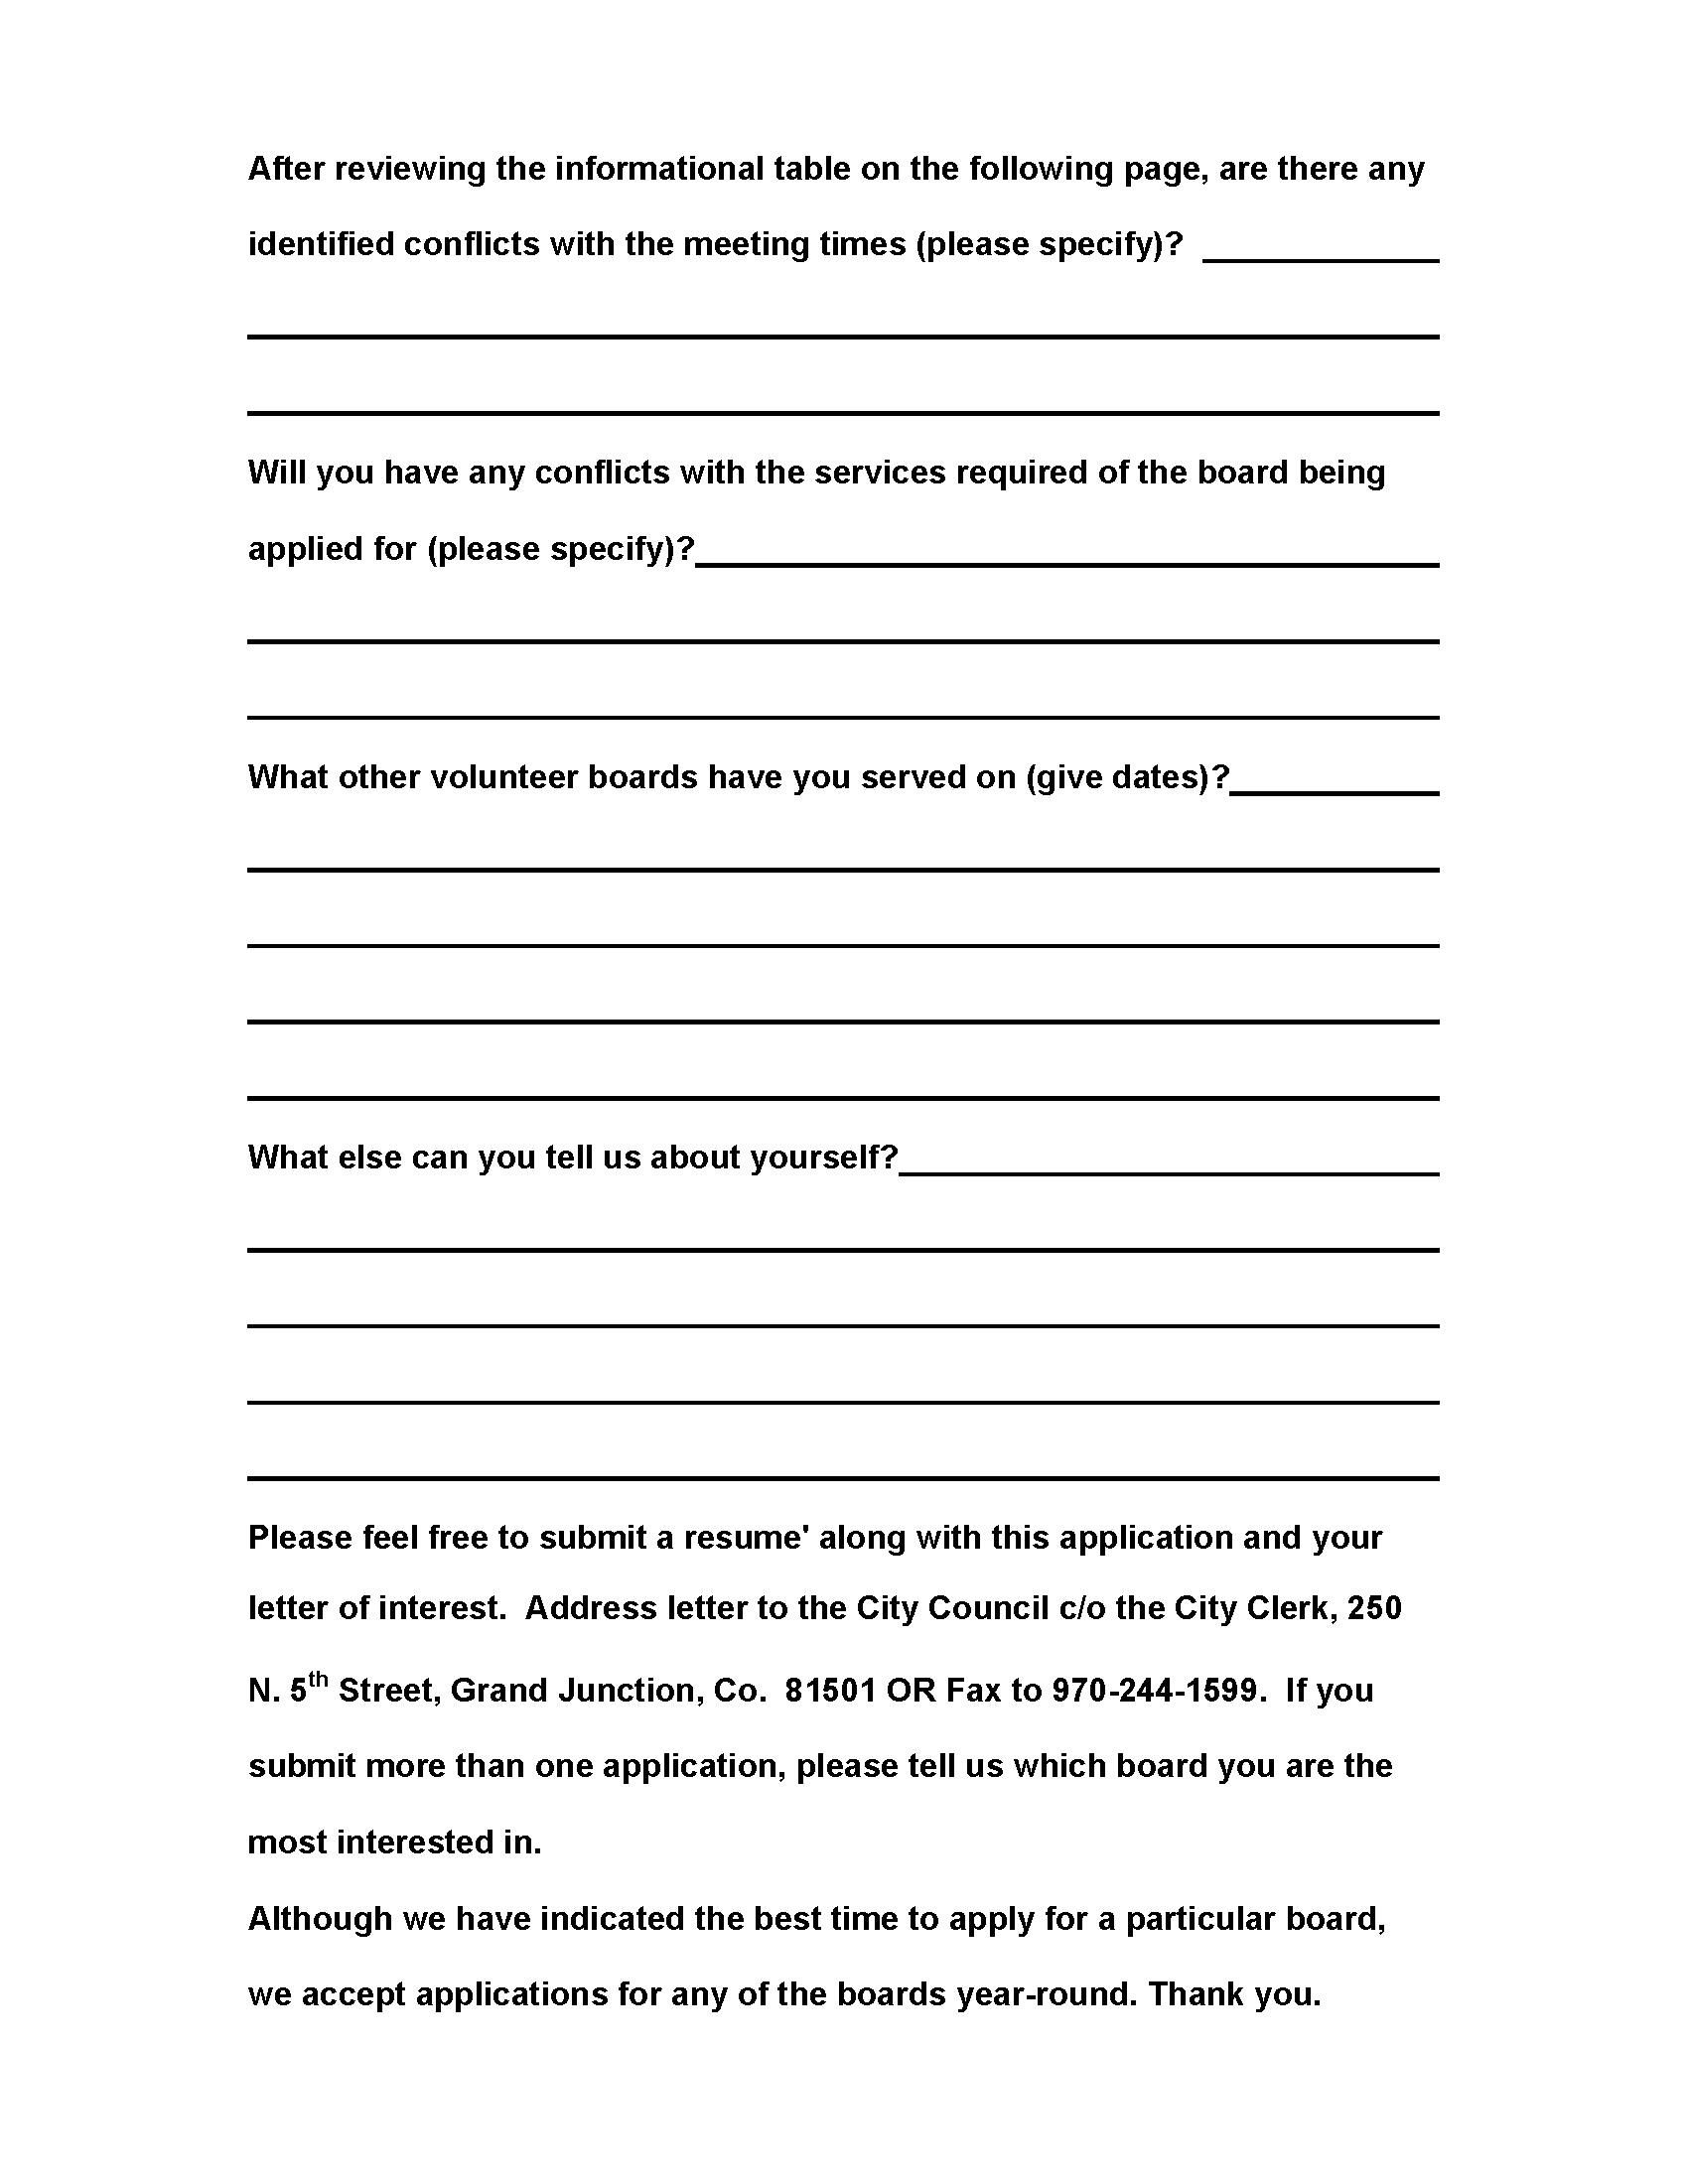 After reviewing the informational table on the following page, are there any
identified conflicts with the meeting times (please specify)?
Will you have any conflicts with the services required of the board being
applied for (please specify)?
What other volunteer boards have you served on (give dates)?
What else can you tell us about yourself?
Please feel free to submit a resume' along with this application and your
letter of interest.  Address letter to the City Council c/o the City Clerk, 250
N. 5th Street, Grand Junction, Co.  81501 OR Fax to 970-244-1599.  If you
submit more than one application, please tell us which board you are the
most interested in.
Although we have indicated the best time to apply for a particular board,
we accept applications for any of the boards year-round. Thank you.